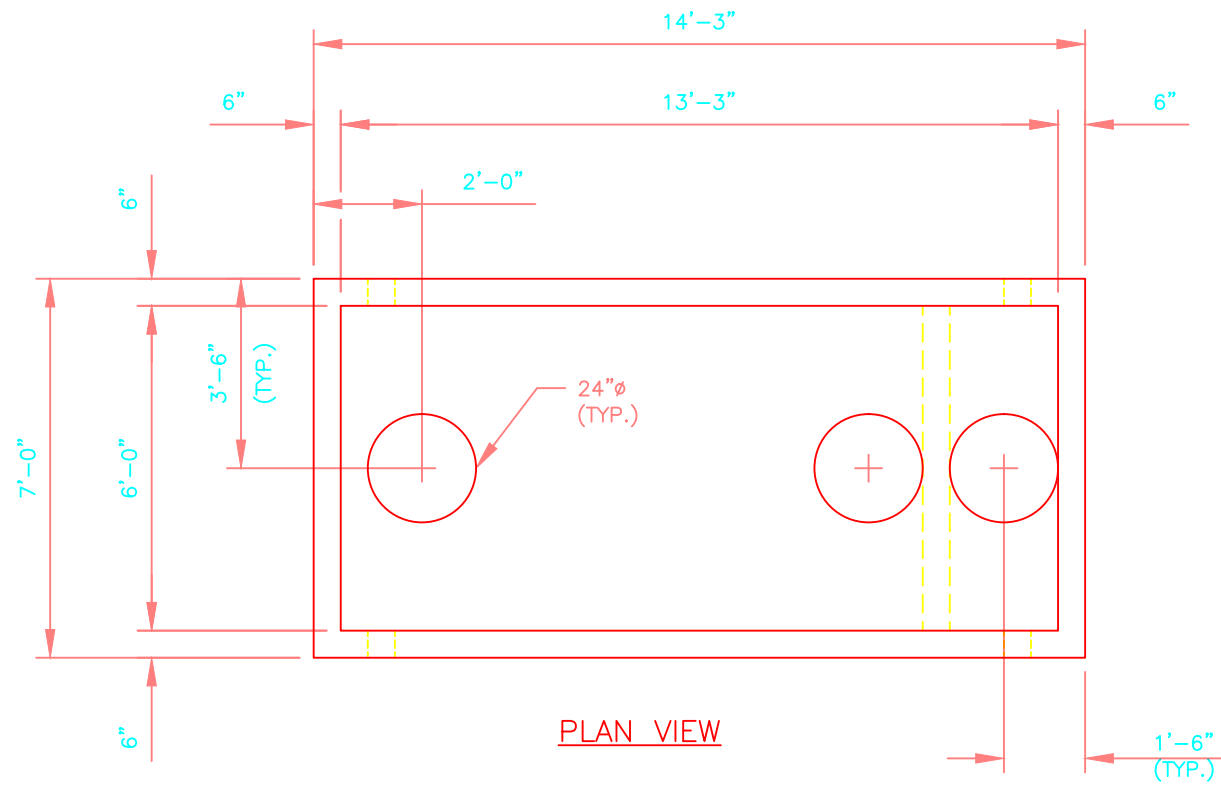 14'-3"
6"
13'-3"
6"
2'-0"
6"
3'-6"
(TYP.)
24"ø
(TYP.)
7'-0"
6'-0"
6"
PLAN VIEW
1'-6"
(TYP.)